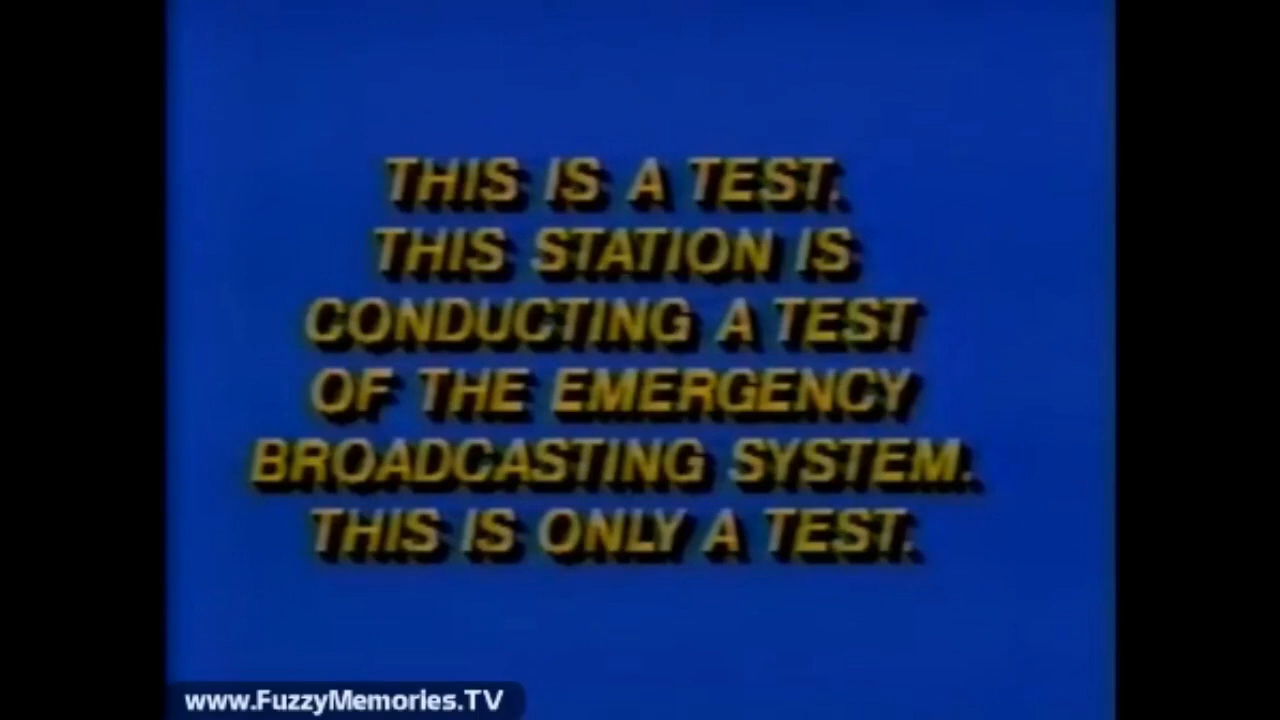 THIS IS A TEST.
THIS STATION IS
CONDUCTING A TEST
OF THE EMERGENCY
BROADCASTING SYSTEM.
THIS IS ONLY A TEST.
www.FuzzyMemories.TV